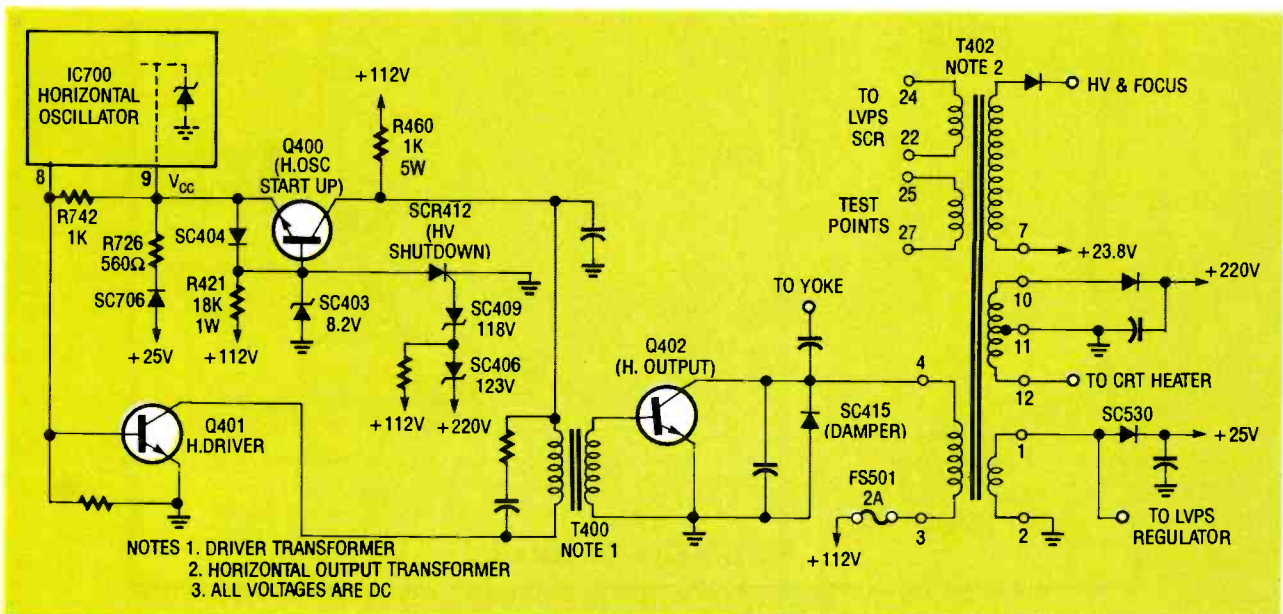 IC700
HORIZONTAL
OSCILLATOR
8
9
VCC
R742
1K
R726
560Ω
SC706
+25V
SC404
R421
18K
1W
+112V
Q400
(H.OSC
START UP)
+112V
R460
1K
5W
SCR412
(HV
SHUTDOWN)
SC403
8.2V
SC409
118V
SC406
123V
+112V
+220V
Q401
H.DRIVER
T400
NOTE 1
Q402
(H. OUTPUT)
TO YOKE
SC415
(DAMPER)
FS501
2A
+112V
4
3
T402
NOTE 2
24
TO
LVPS
SCR
22
25
TEST
POINTS
27
HV & FOCUS
7
+23.8V
10
+220V
11
12
TO CRT HEATER
1
SC530
+25V
2
TO LVPS
REGULATOR
NOTES 1. DRIVER TRANSFORMER
2. HORIZONTAL OUTPUT TRANSFORMER
3. ALL VOLTAGES ARE DC